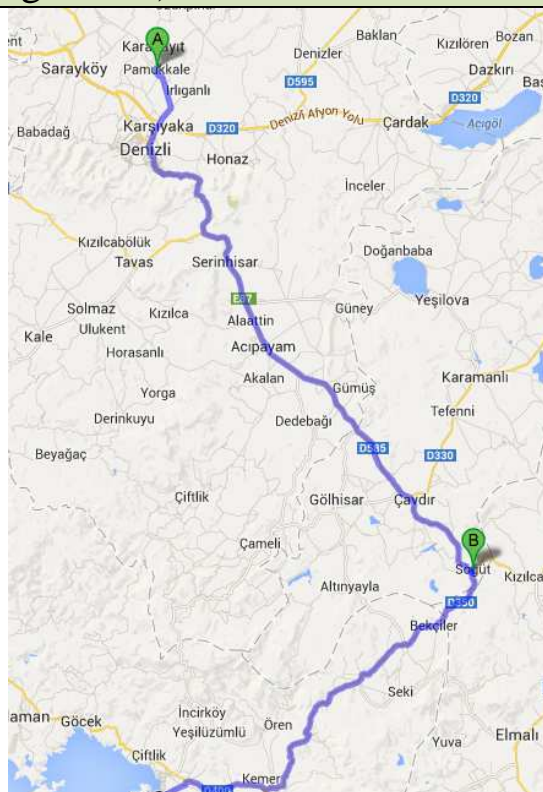 Karahayıt
Baklan
Kızılören
Bozan
A
Sarayköy
Pamukkale
Denizler
Dazkırı
Irlıganlı
D595
Karşıyaka
D320
Denizli Afyon Yolu
D320
Babadağ
Çardak
Acıgöl
Denizli
Honaz
İnceler
Kızılcabölük
Doğanbaba
Tavas
Serinhisar
E87
Güney
Yeşilova
Solmaz
Kızılca
Alaattin
Kale
Ulukent
Horasanlı
Acıpayam
Akalan
Gümüş
Karamanlı
Yorga
Derinkuyu
Dedebağı
Tefenni
Beyağaç
D585
D330
Çiftlik
Gölhisar
Çavdır
B
Çameli
Söğüt
Kızılca
Altınyayla
D350
Bekçiler
Seki
İncirköy
aman
Göcek
Yeşilüzümlü
Ören
Elmalı
Yuva
Çiftlik
Kemer
D400